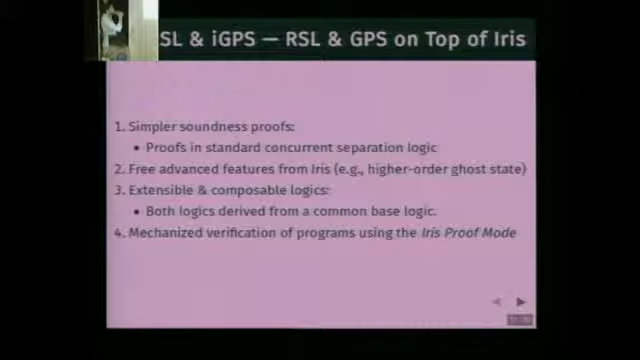 SL & iGPS — RSL & GPS on Top of Iris
1. Simpler soundness proofs:
• Proofs in standard concurrent separation logic
2. Free advanced features from Iris (e.g., higher-order ghost state)
3. Extensible & composable logics:
• Both logics derived from a common base logic.
4. Mechanized verification of programs using the Iris Proof Mode